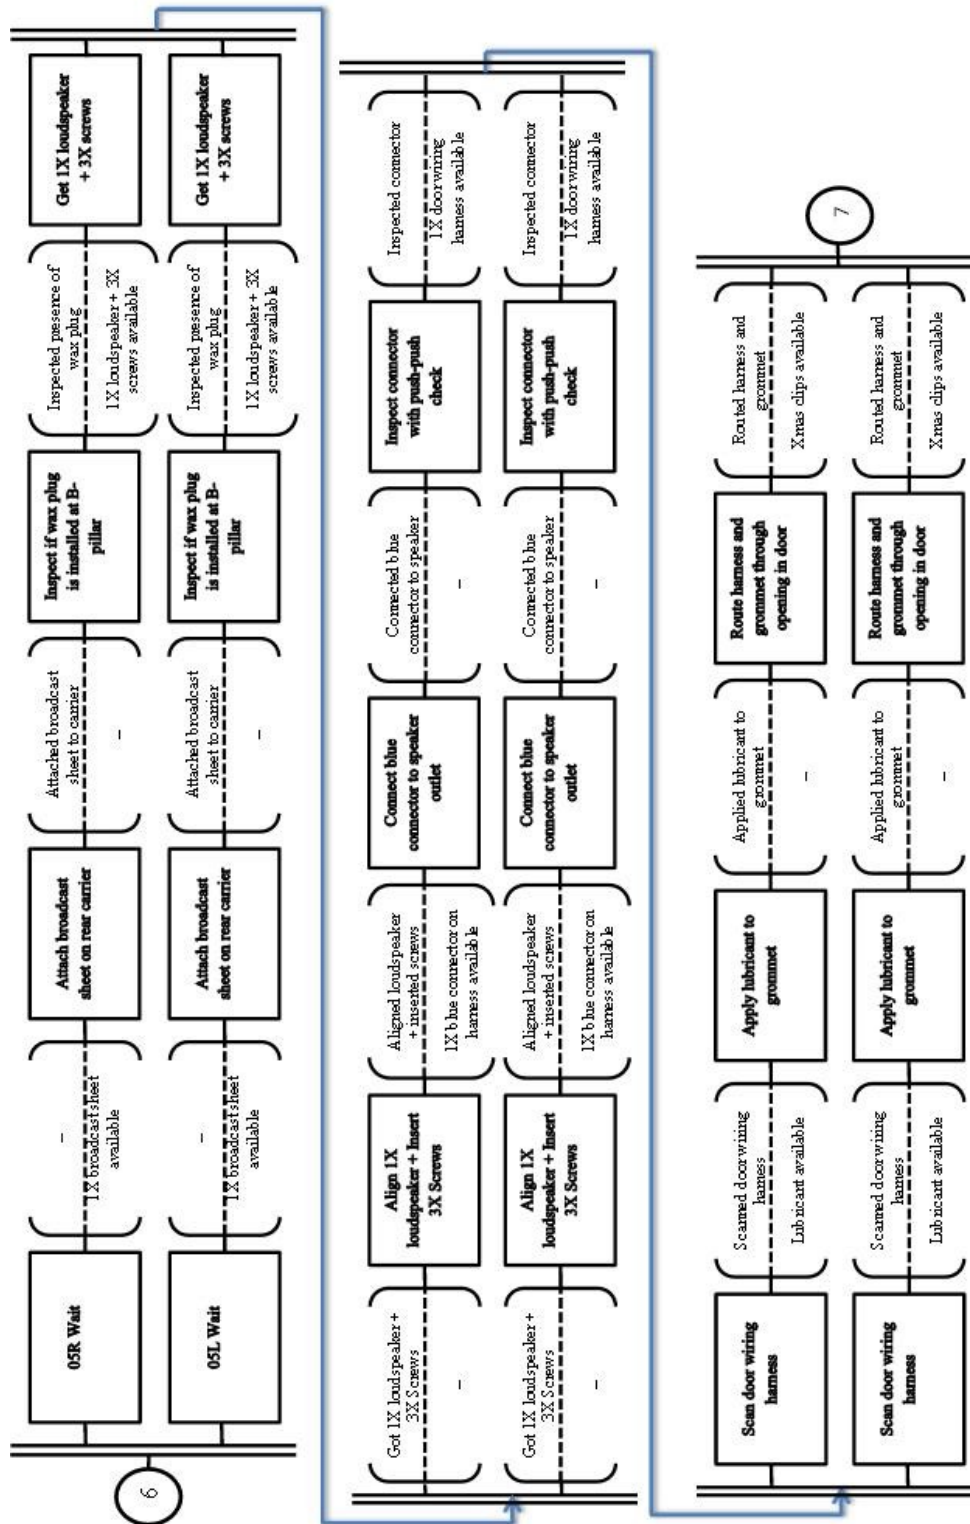 6
05R Wait
–
1X broadcastsheet
available
Attach broadcast
sheet on rear carrier
Attached broadcast
sheet to carrier
–
Inspect if wax plug
is installed at B-
pillar
Inspected presence of
wax plug
1X loudspeaker + 3X
screws available
Get 1X loudspeaker
+ 3X screws
05L Wait
–
1X broadcastsheet
available
Attach broadcast
sheet on rear carrier
Attached broadcast
sheet to carrier
–
Inspect if wax plug
is installed at B-
pillar
Inspected presence of
wax plug
1X loudspeaker + 3X
screws available
Get 1X loudspeaker
+ 3X screws
Got 1X loudspeaker +
3X Screws
–
Align 1X
loudspeaker + Insert
3X Screws
Aligned loudspeaker
+ inserted screws
1X blue connector on
harness available
Connect blue
connector to speaker
outlet
Connected blue
connector to speaker
–
Inspect connector
with push-push
check
Inspected connector
1X door wiring
harness available
Got 1X loudspeaker +
3X Screws
–
Align 1X
loudspeaker + Insert
3X Screws
Aligned loudspeaker
+ inserted screws
1X blue connector on
harness available
Connect blue
connector to speaker
outlet
Connected blue
connector to speaker
–
Inspect connector
with push-push
check
Inspected connector
1X door wiring
harness available
Scan door wiring
harness
Scanned door wiring
harness
Lubricant available
Apply lubricant to
grommet
Applied lubricant to
grommet
–
Route harness and
grommet through
opening in door
Routed harness and
grommet
Xmas clips available
Scan door wiring
harness
Scanned door wiring
harness
Lubricant available
Apply lubricant to
grommet
Applied lubricant to
grommet
–
Route harness and
grommet through
opening in door
Routed harness and
grommet
Xmas clips available
7